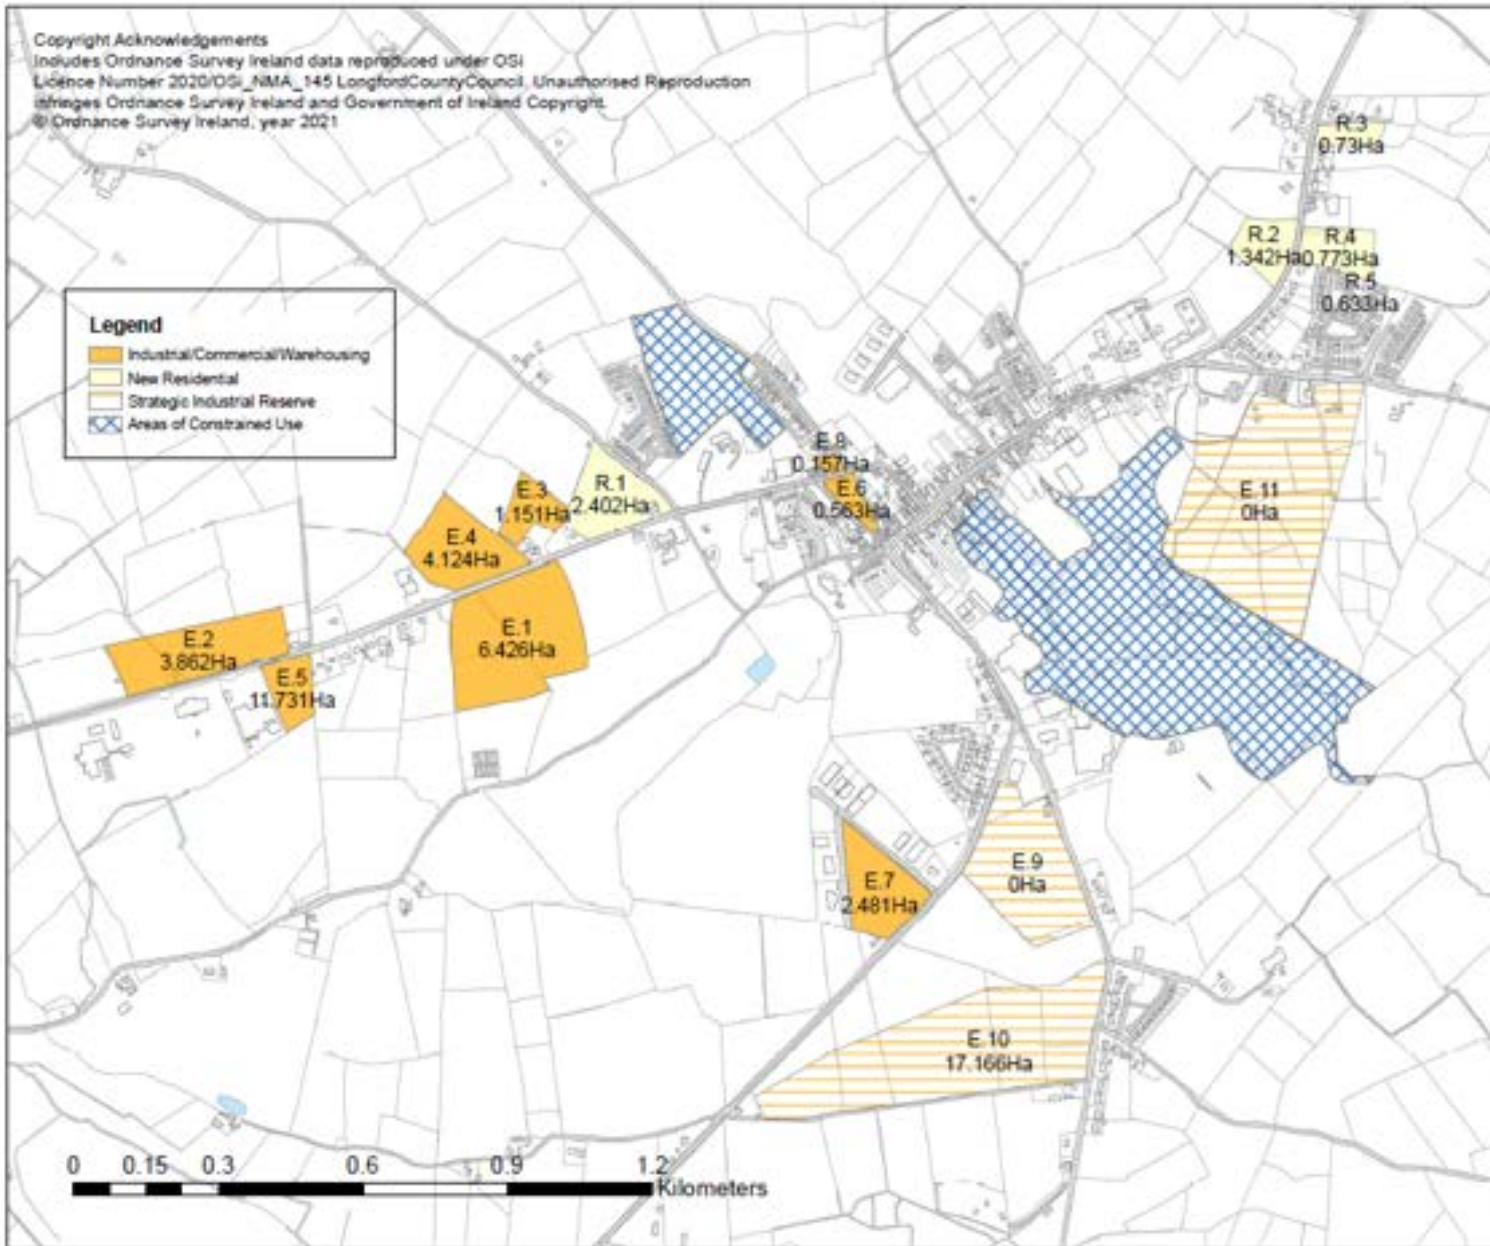 Copyright Acknowledgements
Includes Ordnance Survey Ireland data reproduced under OSi
Licence Number 2020/OSi_NMA_145 LongfordCountyCouncil. Unauthorised Reproduction
infringes Ordnance Survey Ireland and Government of Ireland Copyright.
© Ordnance Survey Ireland, year 2021
R.3
0.73Ha
R.2
1.342Ha
R.4
0.773Ha
R.5
0.633Ha
Legend
Industrial/Commercial/Warehousing
New Residential
Strategic Industrial Reserve
Areas of Constrained Use
E.8
0.157Ha
E.6
0.563Ha
R.1
2.402Ha
E.3
1.151Ha
E.4
4.124Ha
E.11
0Ha
E.1
6.426Ha
E.2
3.862Ha
E.5
11.731Ha
E.9
0Ha
E.7
2.481Ha
E.10
17.166Ha
0 0.15 0.3 0.6 0.9 1.2
Kilometers